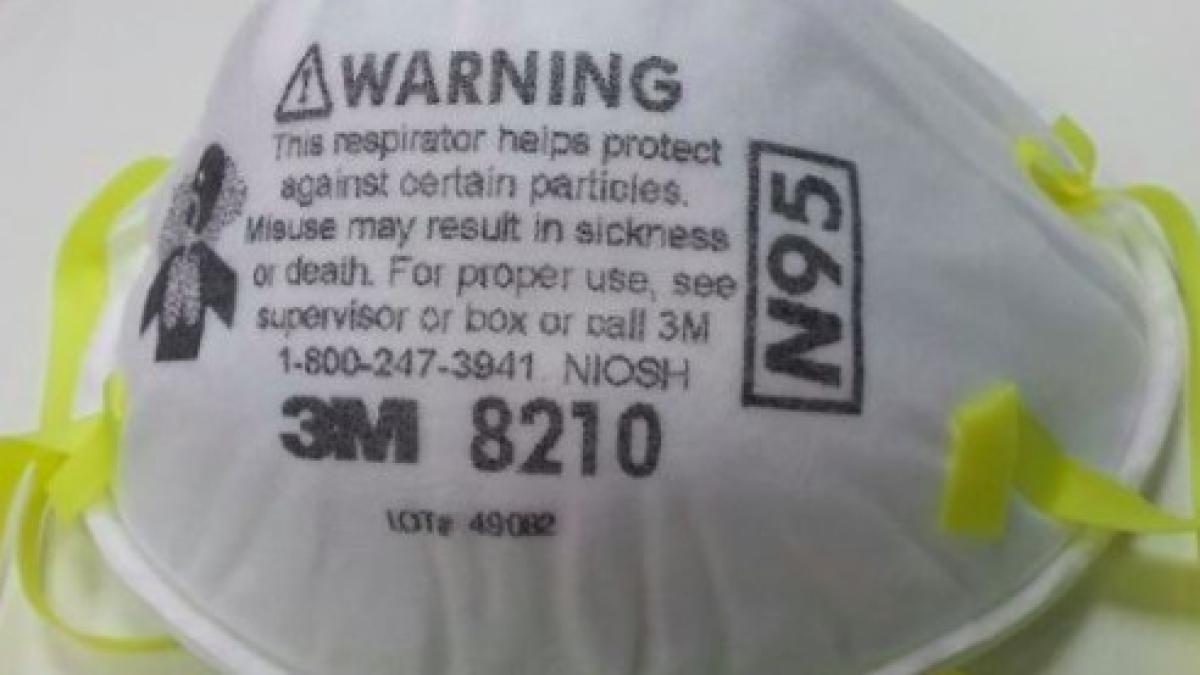 WARNING
This respirator helps protect
against certain particles.
Misuse may result in sickness
or death. For proper use, see
supervisor or box or call 3M
1-800-247-3941. NIOSH
3M 8210
LOT# 49082
N95